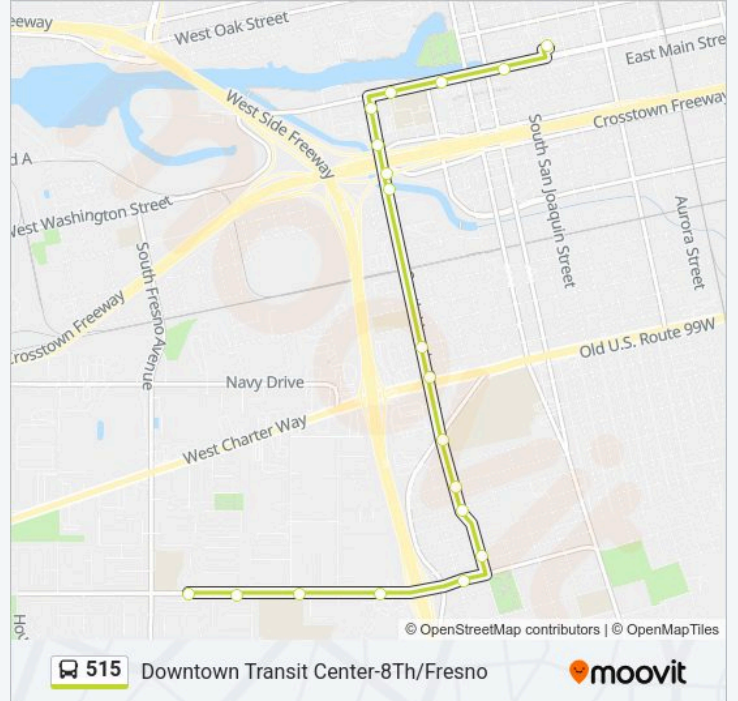 eeway
West Oak Street
East Main Stre
West Side Freeway
Crosstown Freeway
d A
South San Joaquin Street
West Washington Street
Aurora Street
South Fresno Avenue
Crosstown Freeway
Old U.S. Route 99W
Navy Drive
West Charter Way
Ho
© OpenStreetMap contributors | © OpenMapTiles
515 Downtown Transit Center-8Th/Fresno moovit